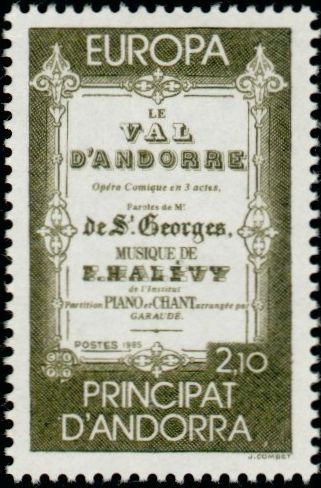 EUROPA
LE
VAL
D'ANDORRE
Opéra Comique en 3 actes,
Paroles de Mr
de St Georges,
MUSIQUE DE
F. HALÉVY
de l'Institut
Partition PIANO et CHANT arrangée par
GARAUDÉ.
POSTES 1985
2,10
PRINCIPAT
D'ANDORRA
J. COMBET